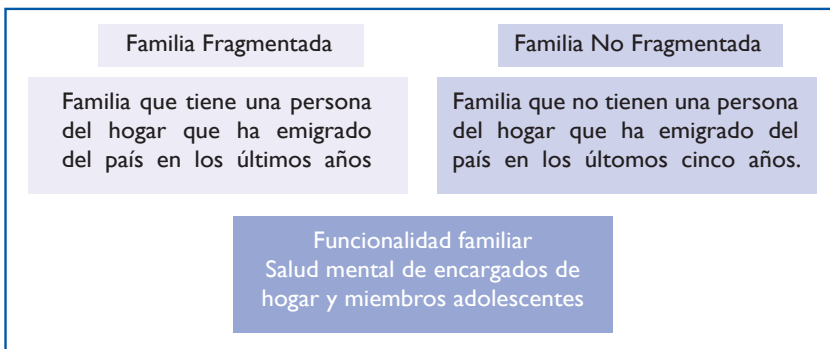 Familia Fragmentada
Familia que tiene una persona
del hogar que ha emigrado
del país en los últimos años
Familia No Fragmentada
Familia que no tienen una persona
del hogar que ha emigrado del
país en los últomos cinco años.
Funcionalidad familiar
Salud mental de encargados de
hogar y miembros adolescentes